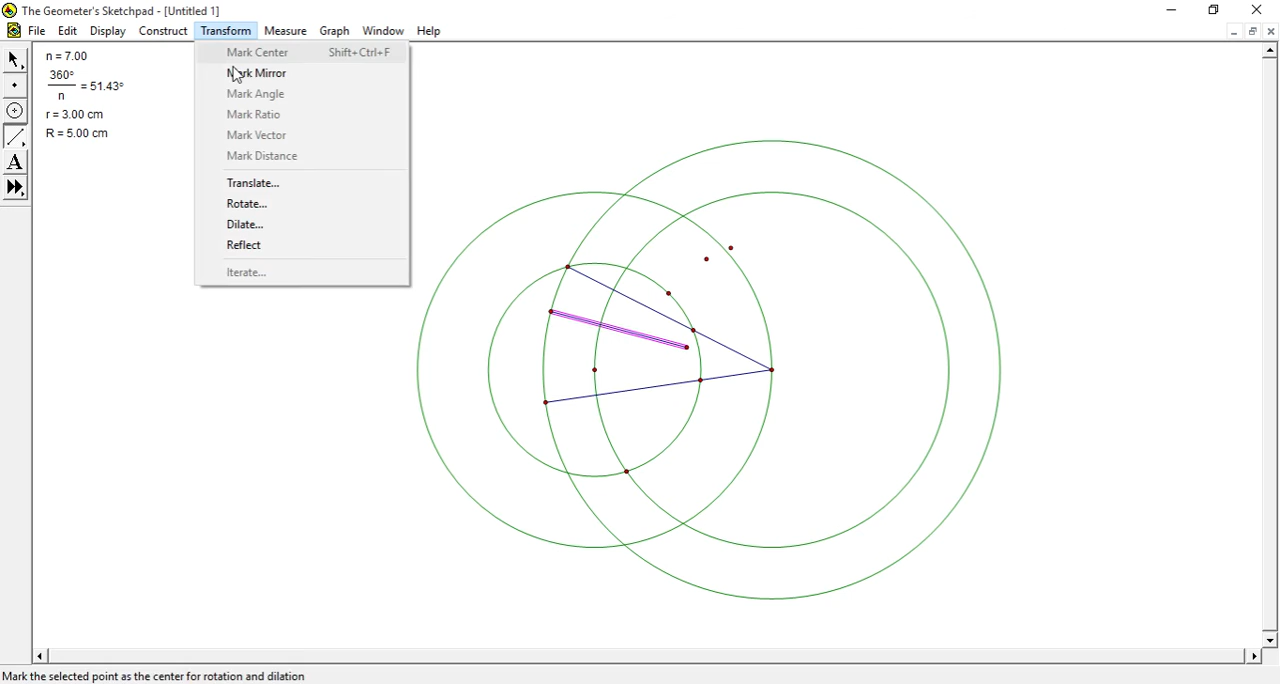 The Geometer's Sketchpad - [Untitled 1]
File Edit Display Construct Transform Measure Graph Window Help
Mark Center Shift+Ctrl+F
Mark Mirror
Mark Angle
Mark Ratio
Mark Vector
Mark Distance
Translate...
Rotate...
Dilate...
Reflect
Iterate...
n = 7.00
360°
n
= 51.43°
r = 3.00 cm
R = 5.00 cm
A
Mark the selected point as the center for rotation and dilation